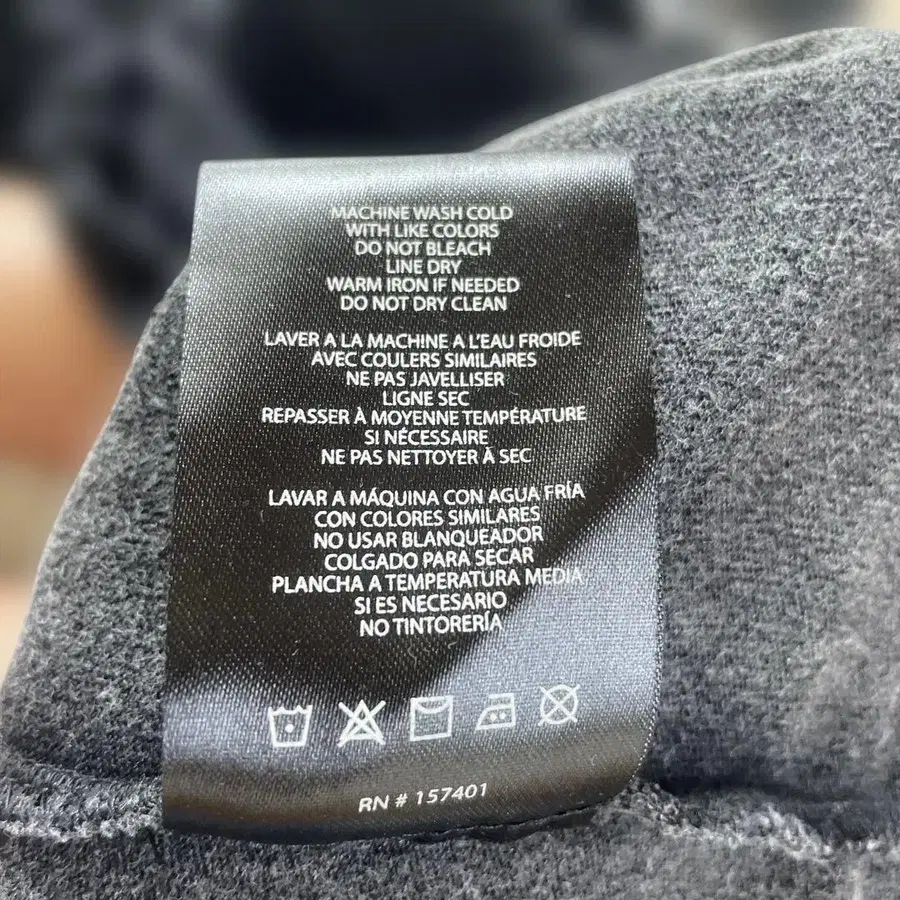 MACHINE WASH COLD
WITH LIKE COLORS
DO NOT BLEACH
LINE DRY
WARM IRON IF NEEDED
DO NOT DRY CLEAN
LAVER A LA MACHINE A L'EAU FROIDE
AVEC COULERS SIMILAIRES
NE PAS JAVELLISER
LIGNE SEC
REPASSER À MOYENNE TEMPÉRATURE
SI NÉCESSAIRE
NE PAS NETTOYER À SEC
LAVAR A MÁQUINA CON AGUA FRÍA
CON COLORES SIMILARES
NO USAR BLANQUEADOR
COLGADO PARA SECAR
PLANCHA A TEMPERATURA MEDIA
SI ES NECESARIO
NO TINTORERÍA
RN # 157401